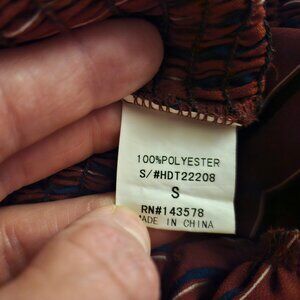 100%POLYESTER
S/#HDT22208
S
RN#143578
MADE IN CHINA